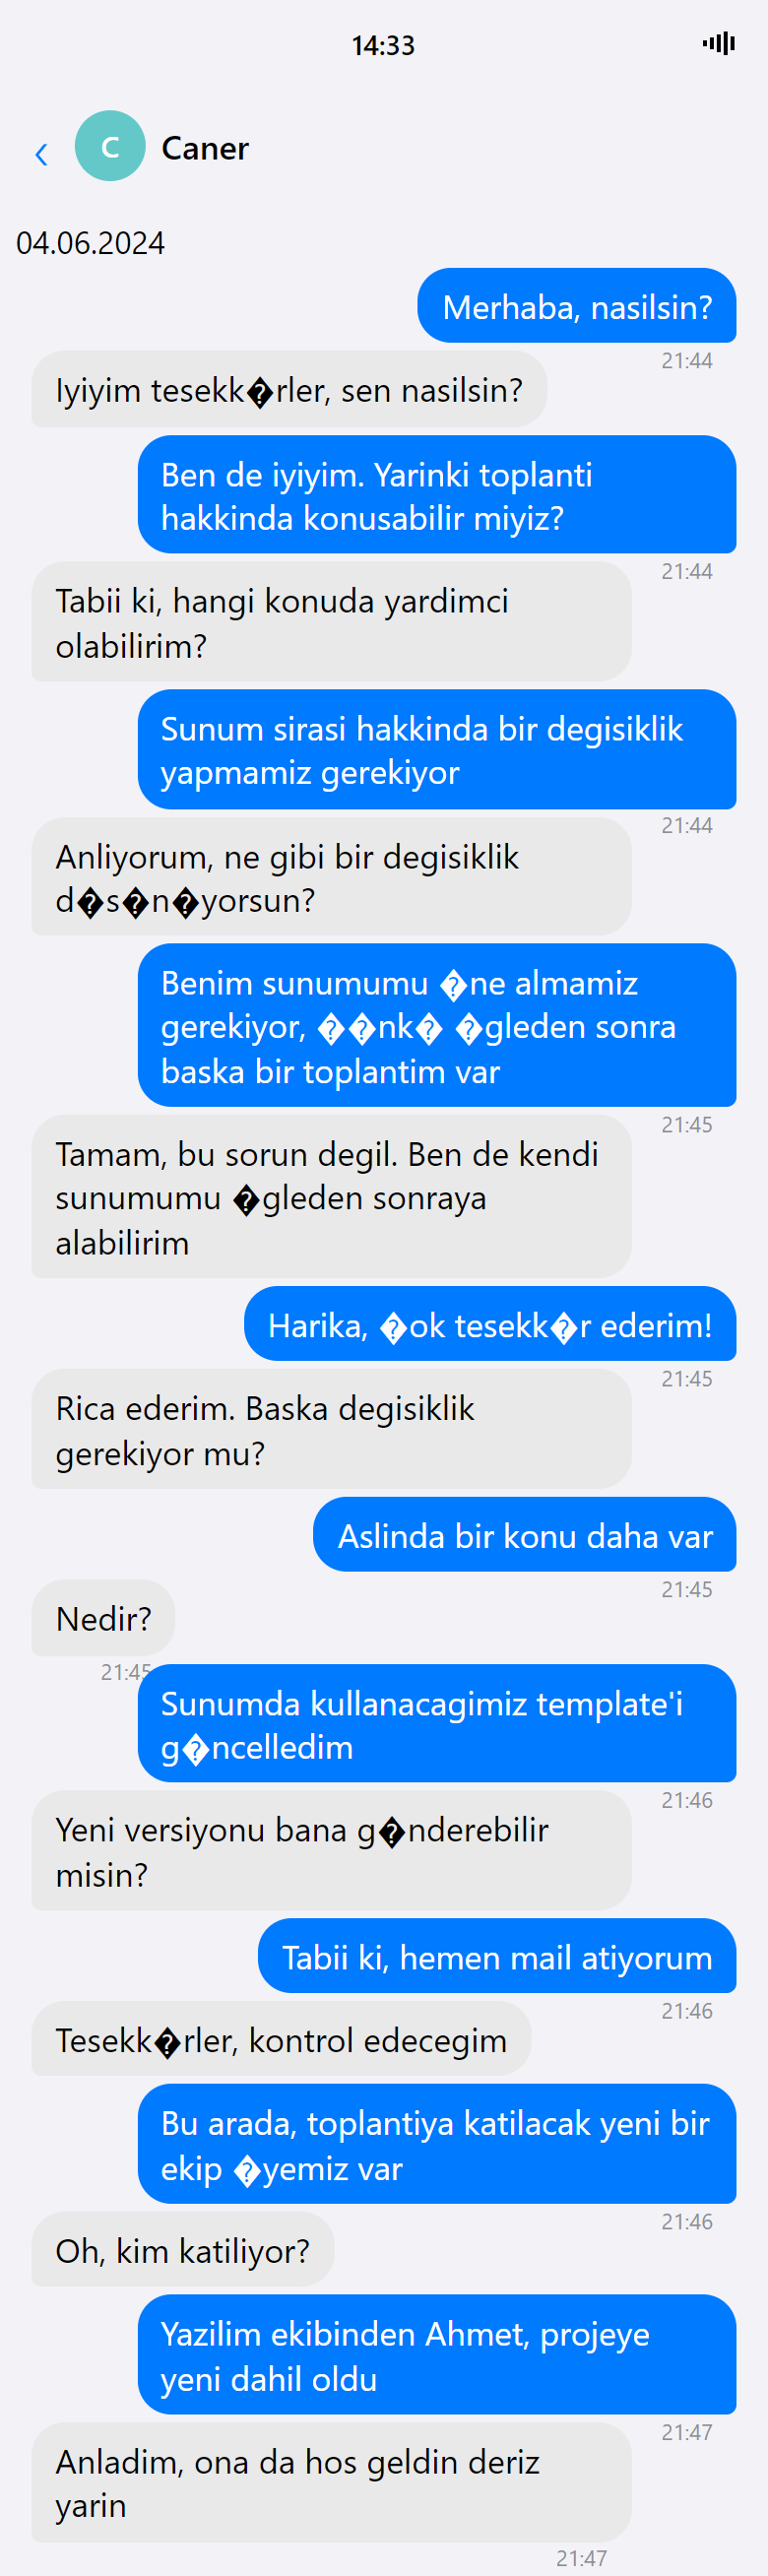 14:33
‹
C
Caner
04.06.2024
Merhaba, nasilsin?
21:44
Iyiyim tesekk�rler, sen nasilsin?
Ben de iyiyim. Yarinki toplanti
hakkinda konusabilir miyiz?
21:44
Tabii ki, hangi konuda yardimci
olabilirim?
Sunum sirasi hakkinda bir degisiklik
yapmamiz gerekiyor
21:44
Anliyorum, ne gibi bir degisiklik
d�s�n�yorsun?
Benim sunumumu �ne almamiz
gerekiyor, ��nk� �gleden sonra
baska bir toplantim var
21:45
Tamam, bu sorun degil. Ben de kendi
sunumumu �gleden sonraya
alabilirim
Harika, �ok tesekk�r ederim!
21:45
Rica ederim. Baska degisiklik
gerekiyor mu?
Aslinda bir konu daha var
21:45
Nedir?
21:45
Sunumda kullanacagimiz template'i
g�ncelledim
21:46
Yeni versiyonu bana g�nderebilir
misin?
Tabii ki, hemen mail atiyorum
21:46
Tesekk�rler, kontrol edecegim
Bu arada, toplantiya katilacak yeni bir
ekip �yemiz var
21:46
Oh, kim katiliyor?
Yazilim ekibinden Ahmet, projeye
yeni dahil oldu
21:47
Anladim, ona da hos geldin deriz
yarin
21:47